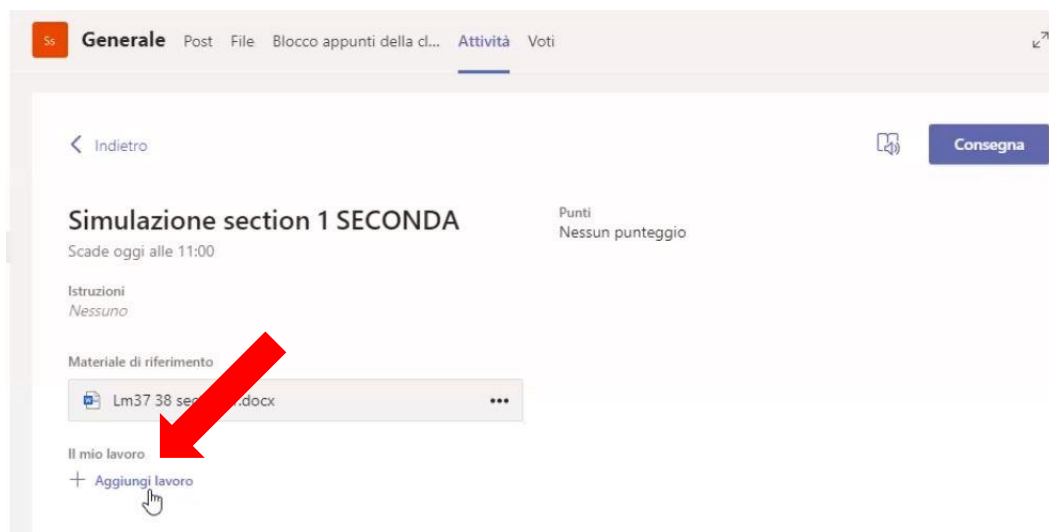 Ss Generale Post File Blocco appunti della cl... Attività Voti
Indietro
Consegna
Simulazione section 1 SECONDA
Punti
Nessun punteggio
Scade oggi alle 11:00
Istruzioni
Nessuno
Materiale di riferimento
Lm37 38 .docx
Il mio lavoro
+ Aggiungi lavoro